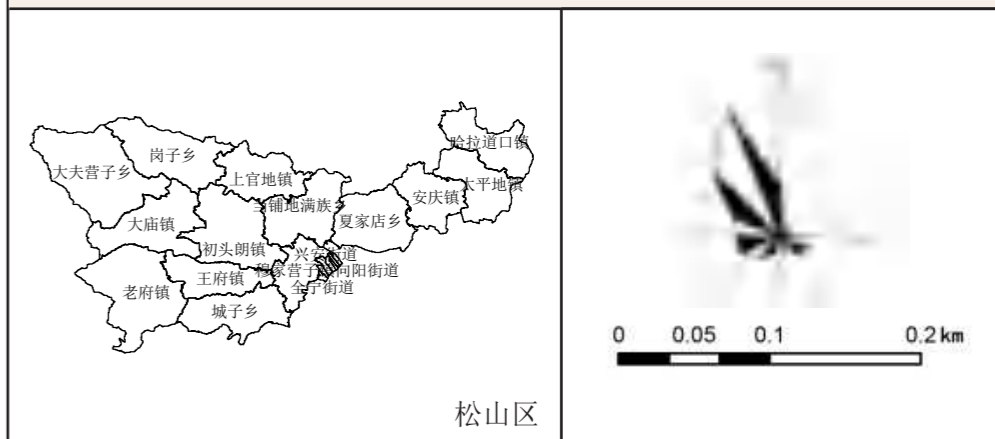 哈拉道口镇
岗子乡
大夫营子乡
上官地镇
太平地镇
安庆镇
当铺地满族乡
大庙镇
夏家店乡
初头朗镇
兴安街道
穆家营子镇
向阳街道
王府镇
全宁街道
老府镇
城子乡
松山区
0 0.05 0.1 0.2 km